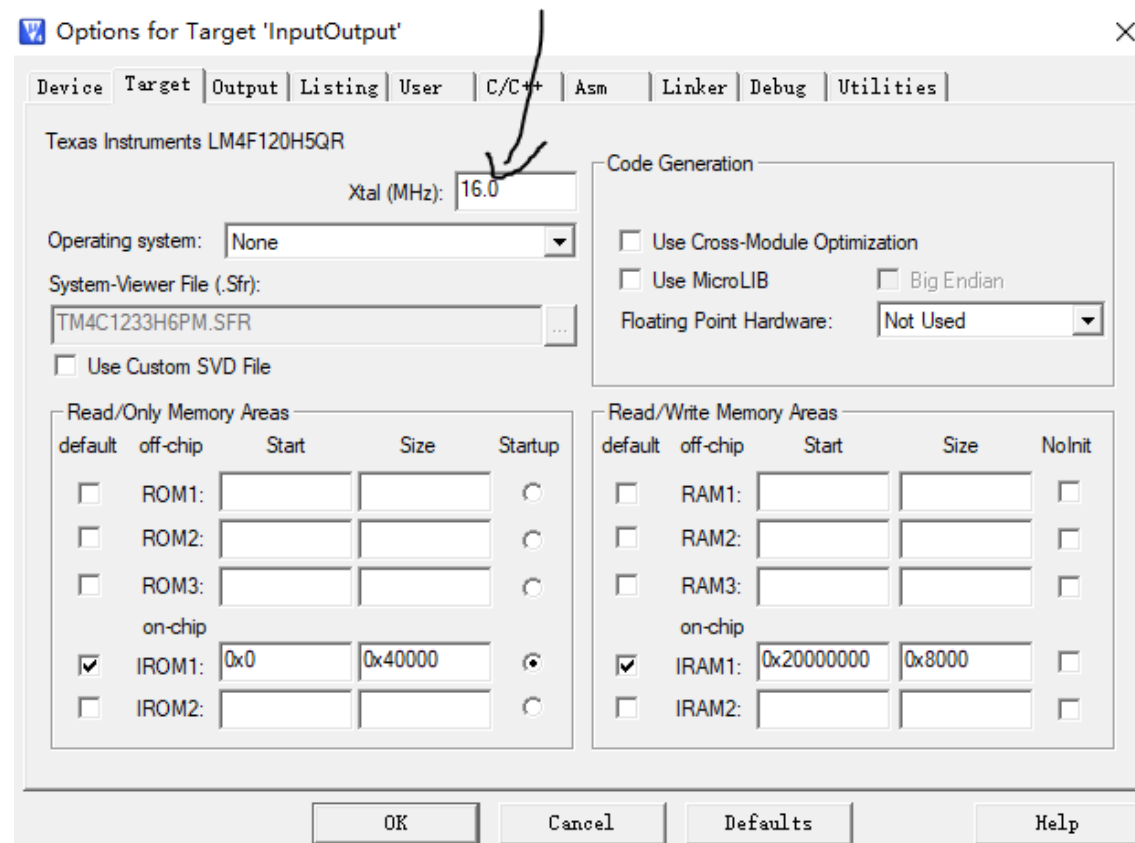 Options for Target 'InputOutput'
Device Target Output Listing User C/C++ Asm Linker Debug Utilities
Texas Instruments LM4F120H5QR
Xtal (MHz): 16.0
Operating system: None
System-Viewer File (.Sfr):
TM4C1233H6PM.SFR
...
Use Custom SVD File
Code Generation
Use Cross-Module Optimization
Use MicroLIB Big Endian
Floating Point Hardware: Not Used
Read/Only Memory Areas
default off-chip Start Size Startup
ROM1:
ROM2:
ROM3:
on-chip
IROM1: 0x0 0x40000
IROM2:
Read/Write Memory Areas
default off-chip Start Size NoInit
RAM1:
RAM2:
RAM3:
on-chip
IRAM1: 0x20000000 0x8000
IRAM2:
OK Cancel Defaults Help